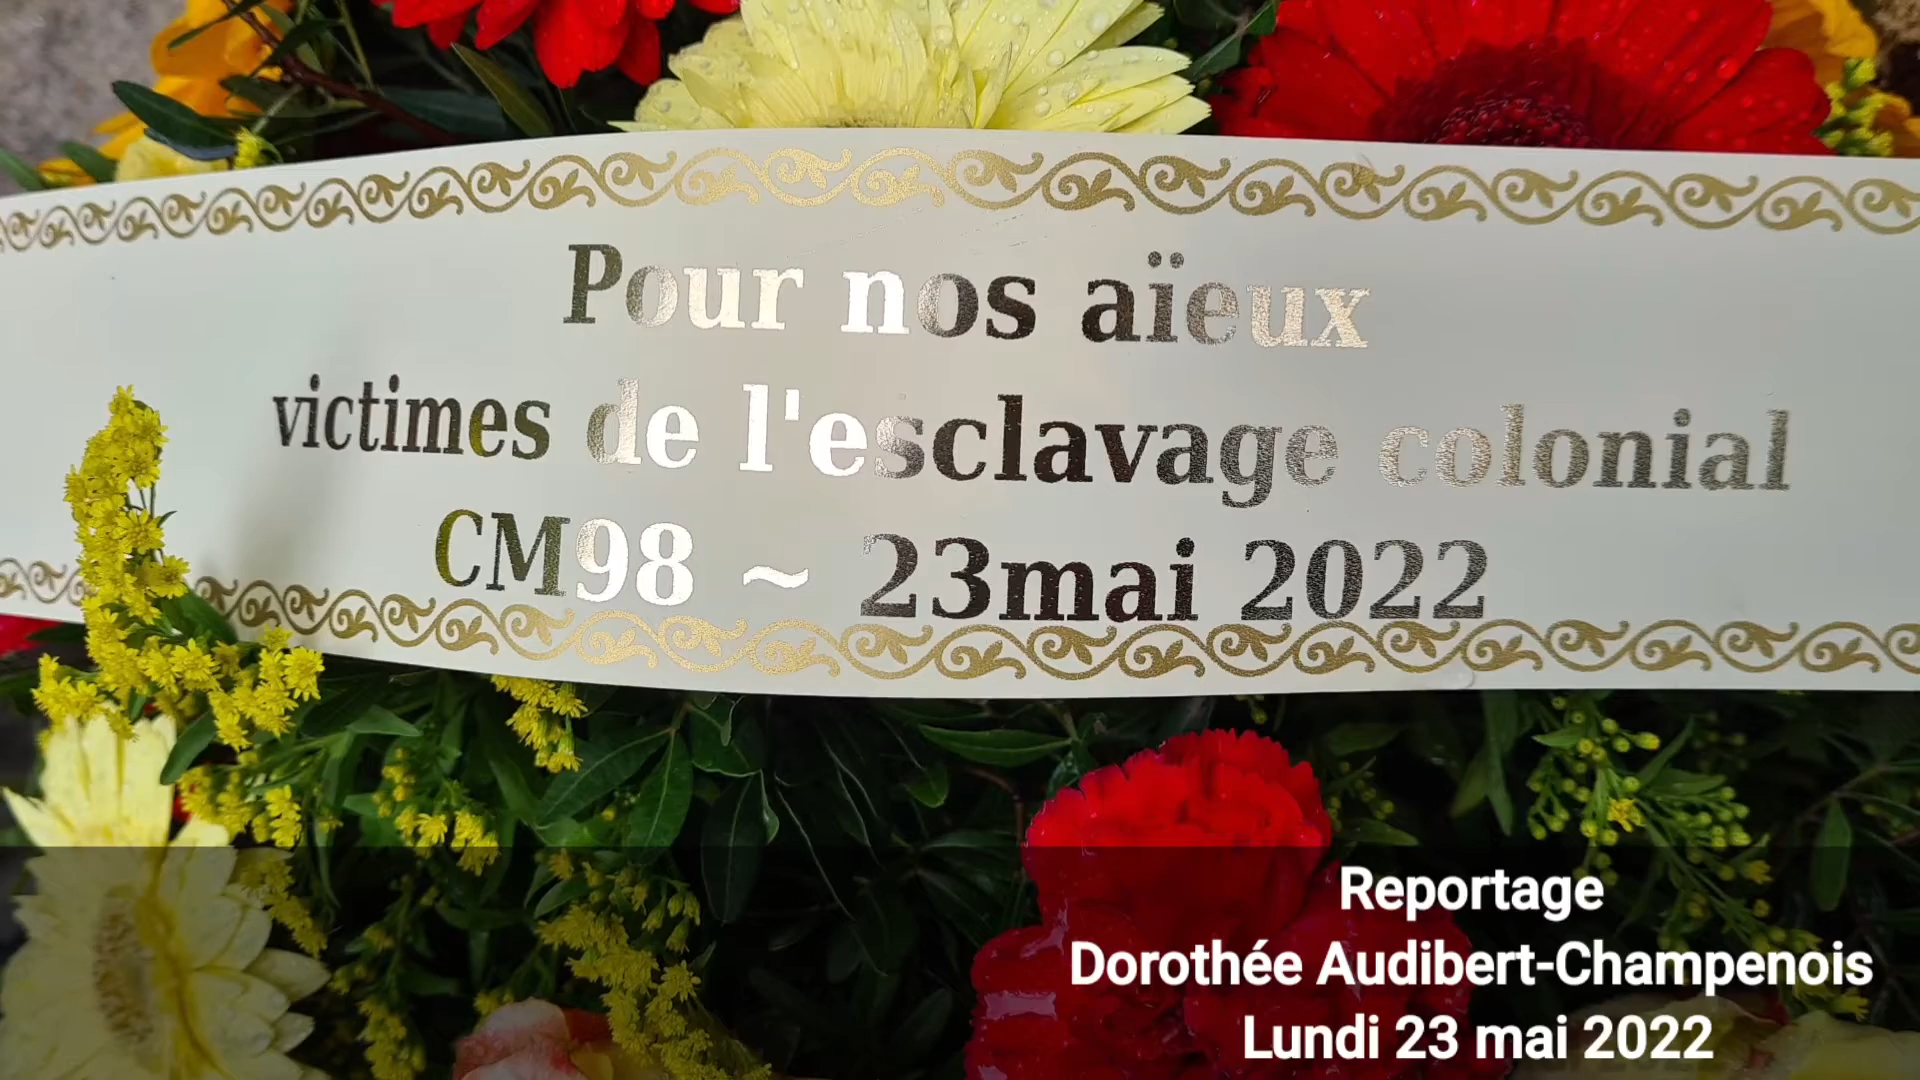 Pour nos aïeux
victimes de l'esclavage colonial
CM98 ~ 23mai 2022
Reportage
Dorothée Audibert-Champenois
Lundi 23 mai 2022